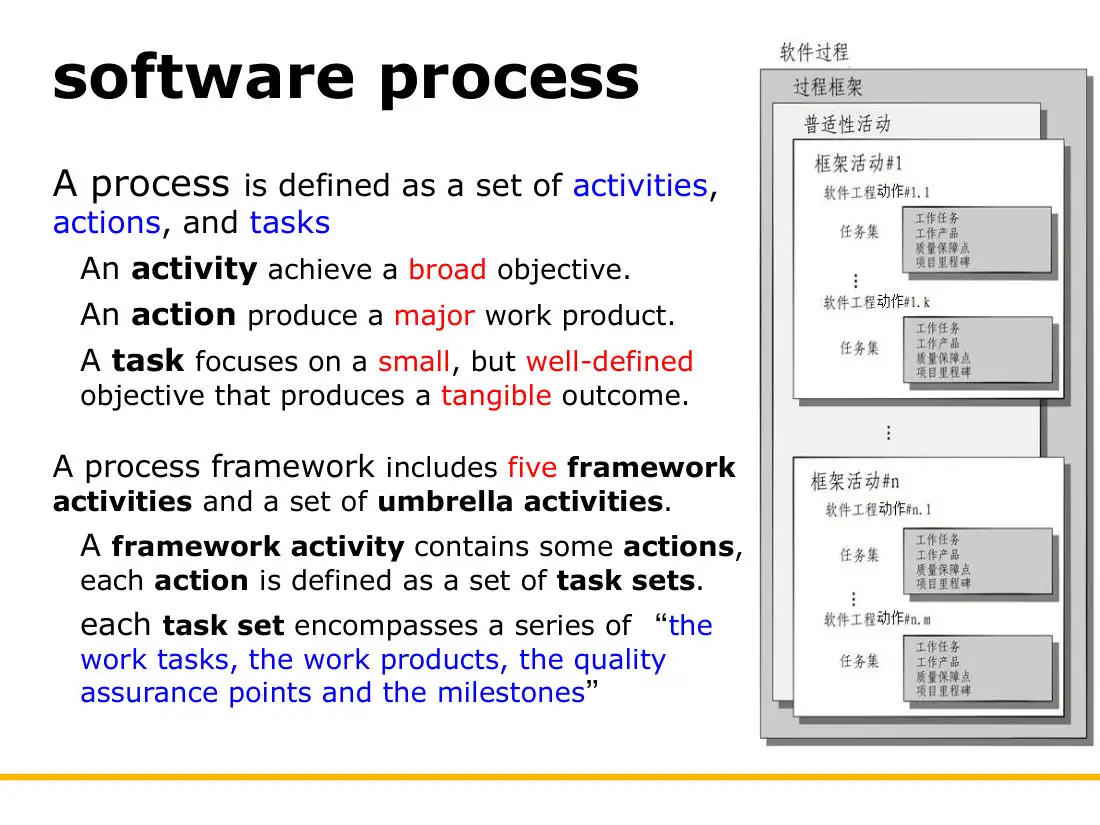 software process
A process is defined as a set of activities,
actions, and tasks
An activity achieve a broad objective.
An action produce a major work product.
A task focuses on a small, but well-defined
objective that produces a tangible outcome.
A process framework includes five framework
activities and a set of umbrella activities.
A framework activity contains some actions,
each action is defined as a set of task sets.
each task set encompasses a series of “the
work tasks, the work products, the quality
assurance points and the milestones”
软件过程
过程框架
普适性活动
框架活动#1
软件工程动作#1.1
任务集
工作任务
工作产品
质量保障点
项目里程碑
⋮
软件工程动作#1.k
任务集
工作任务
工作产品
质量保障点
项目里程碑
⋮
框架活动#n
软件工程动作#n.1
任务集
工作任务
工作产品
质量保障点
项目里程碑
⋮
软件工程动作#n.m
任务集
工作任务
工作产品
质量保障点
项目里程碑